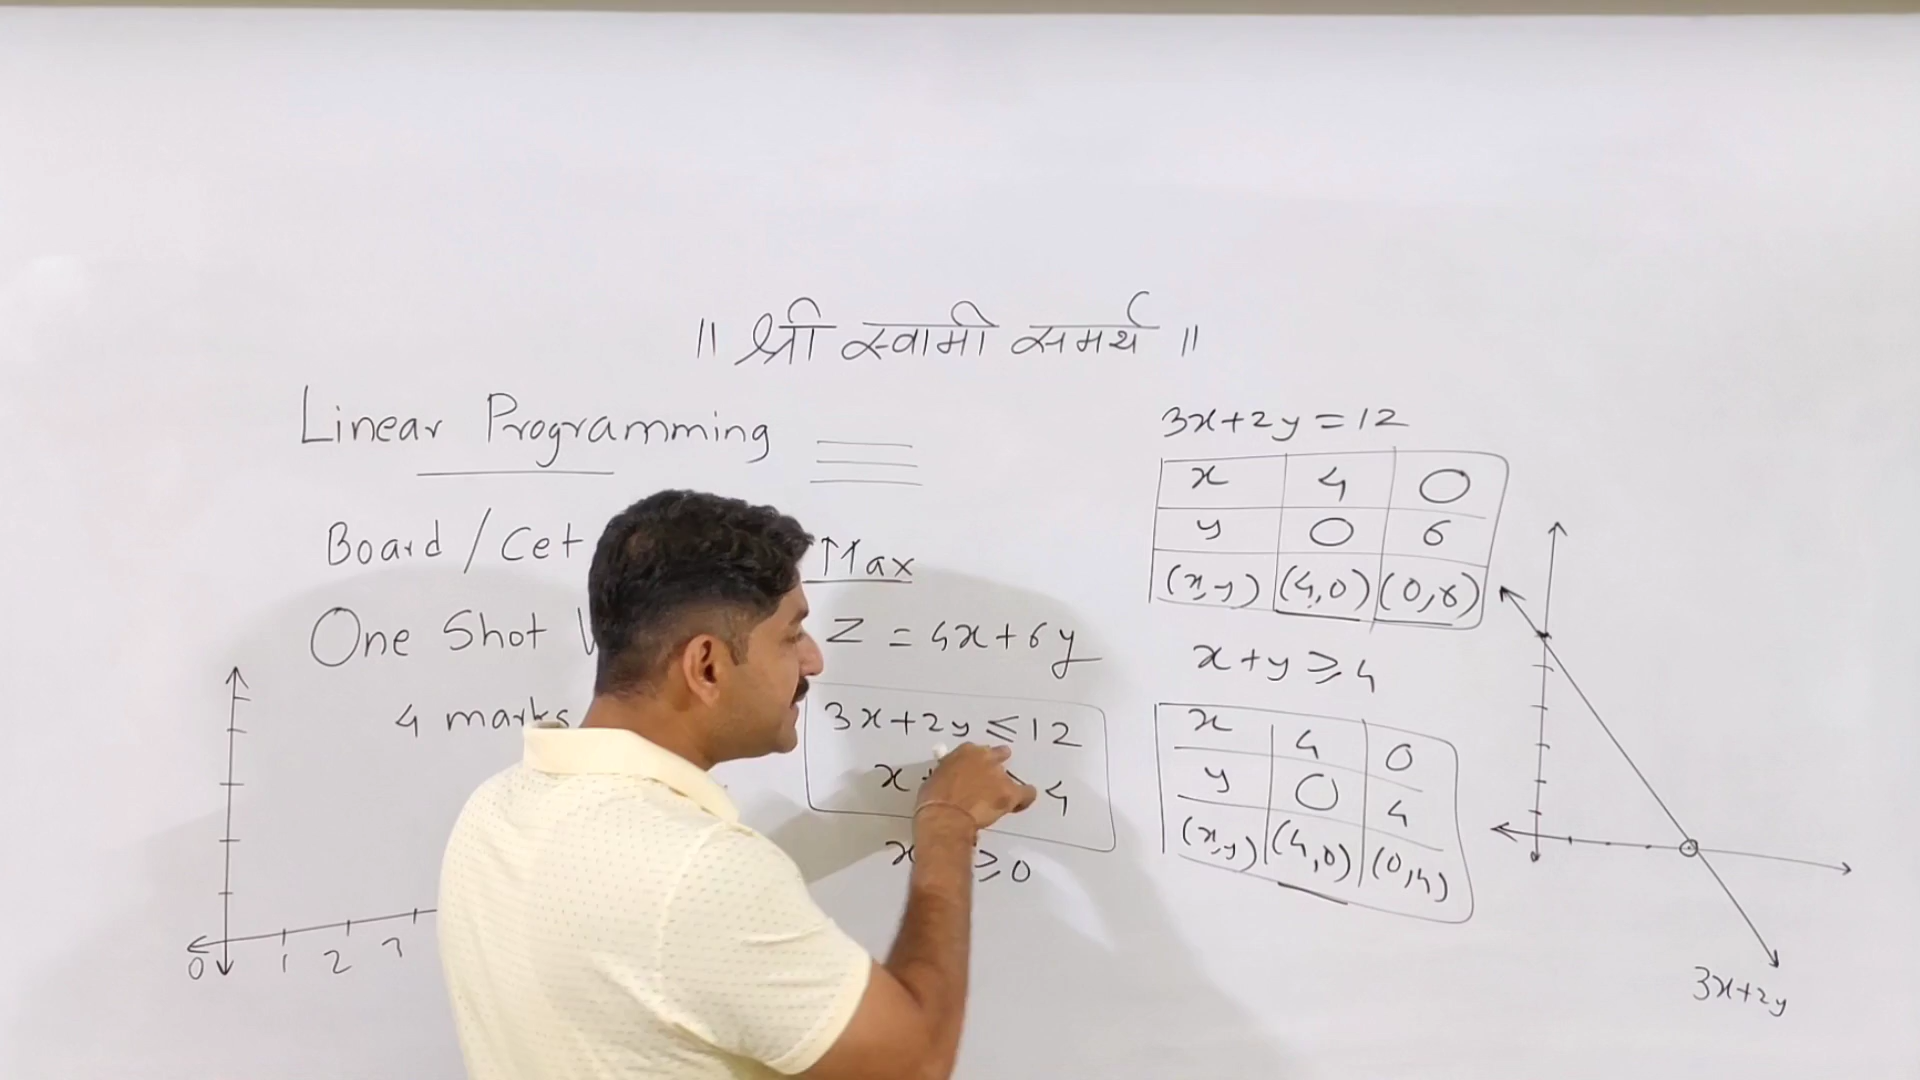 ॥ श्री स्वामी समर्थ ॥
Linear Programming
Board / Cet
One Shot
4 marks
0 1 2 3
Max
Z = 4x+6y
3x+2y ≤ 12
x+ ≥ 4
x ≥ 0
3x+2y = 12
x 4 0
y 0 6
(x,y) (4,0) (0,6)
x+y ≥ 4
x 4 0
y 0 4
(x,y) (4,0) (0,4)
3x+2y